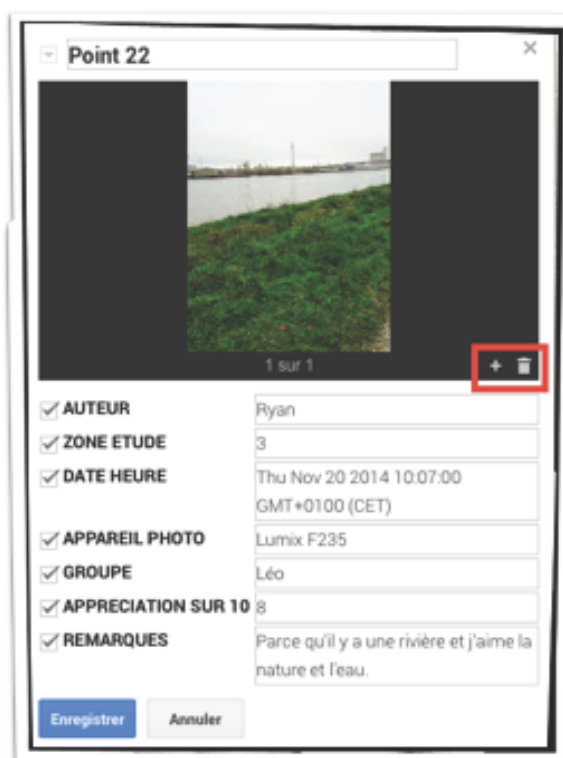 Point 22
1 sur 1
AUTEUR Ryan
ZONE ETUDE 3
DATE HEURE Thu Nov 20 2014 10:07:00
GMT+0100 (CET)
APPAREIL PHOTO Lumix F235
GROUPE Léo
APPRECIATION SUR 10 8
REMARQUES Parce qu'il y a une rivière et j'aime la
nature et l'eau.
Enregistrer Annuler